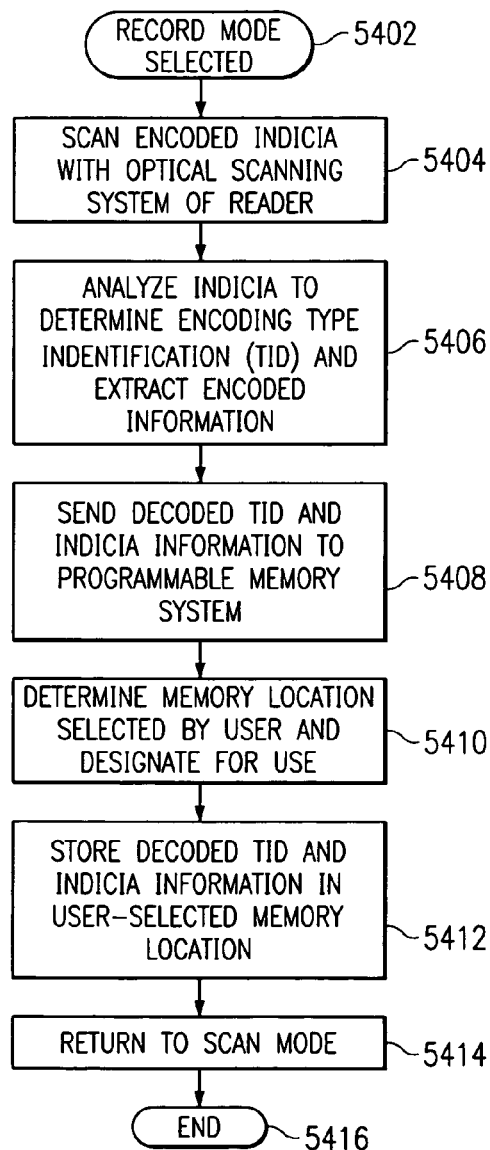 RECORD MODE
SELECTED
5402
SCAN ENCODED INDICIA
WITH OPTICAL SCANNING
SYSTEM OF READER
5404
ANALYZE INDICIA TO
DETERMINE ENCODING TYPE
INDENTIFICATION (TID) AND
EXTRACT ENCODED
INFORMATION
5406
SEND DECODED TID AND
INDICIA INFORMATION TO
PROGRAMMABLE MEMORY
SYSTEM
5408
DETERMINE MEMORY LOCATION
SELECTED BY USER AND
DESIGNATE FOR USE
5410
STORE DECODED TID AND
INDICIA INFORMATION IN
USER-SELECTED MEMORY
LOCATION
5412
RETURN TO SCAN MODE
5414
END
5416